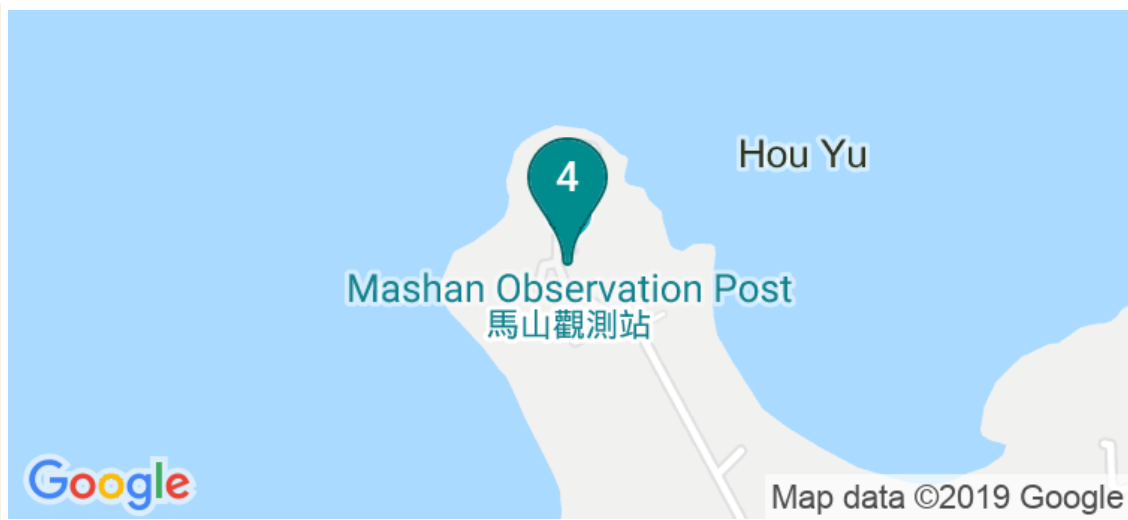 4
Hou Yu
Mashan Observation Post
馬山觀測站
Google
Map data ©2019 Google